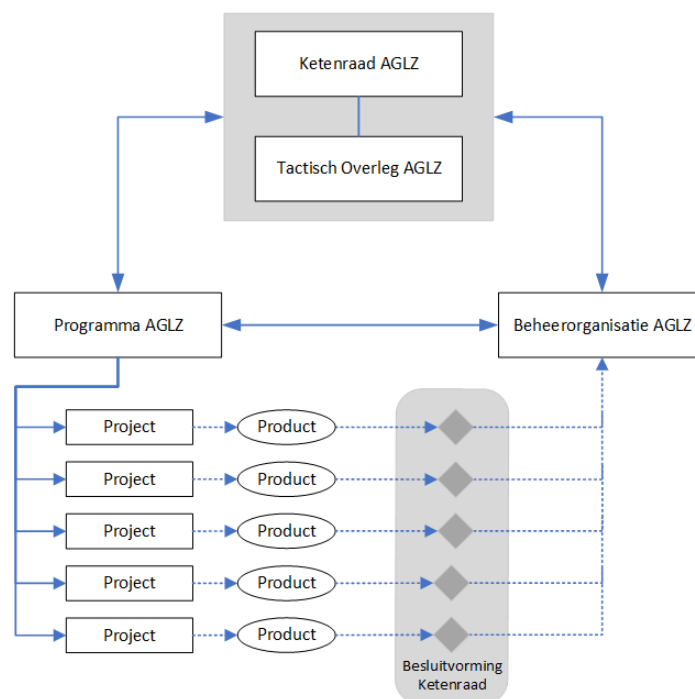 Ketenraad AGLZ
Tactisch Overleg AGLZ
Programma AGLZ
Beheerorganisatie AGLZ
Project
Product
Project
Product
Project
Product
Project
Product
Project
Product
Besluitvorming
Ketenraad